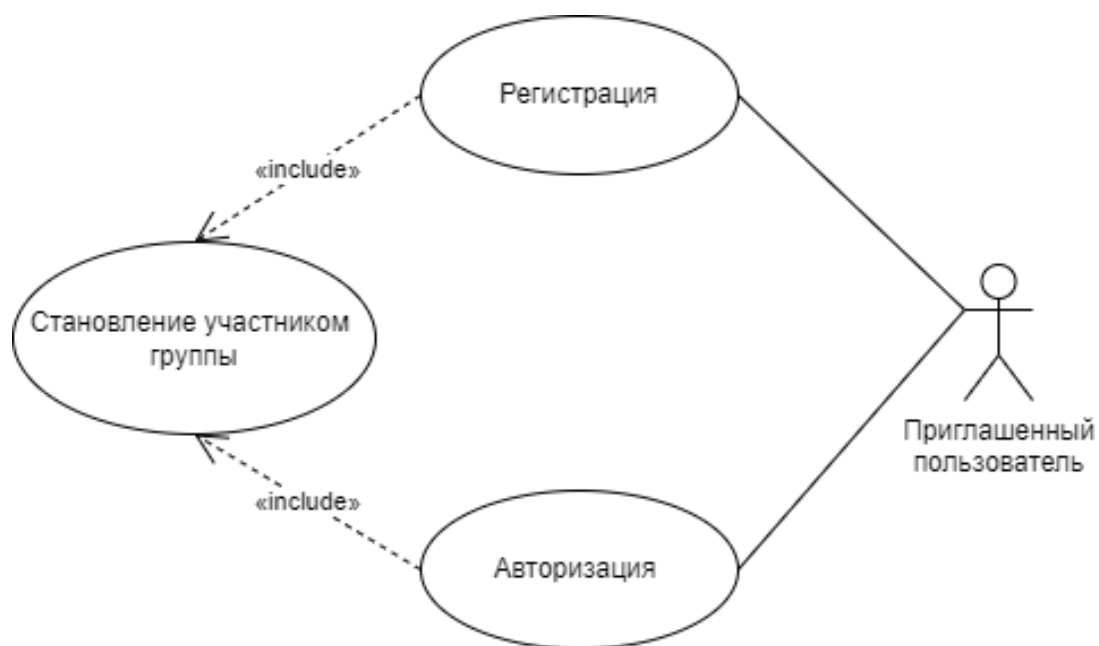 Регистрация
«include»
Становление участником
группы
Приглашенный
пользователь
«include»
Авторизация